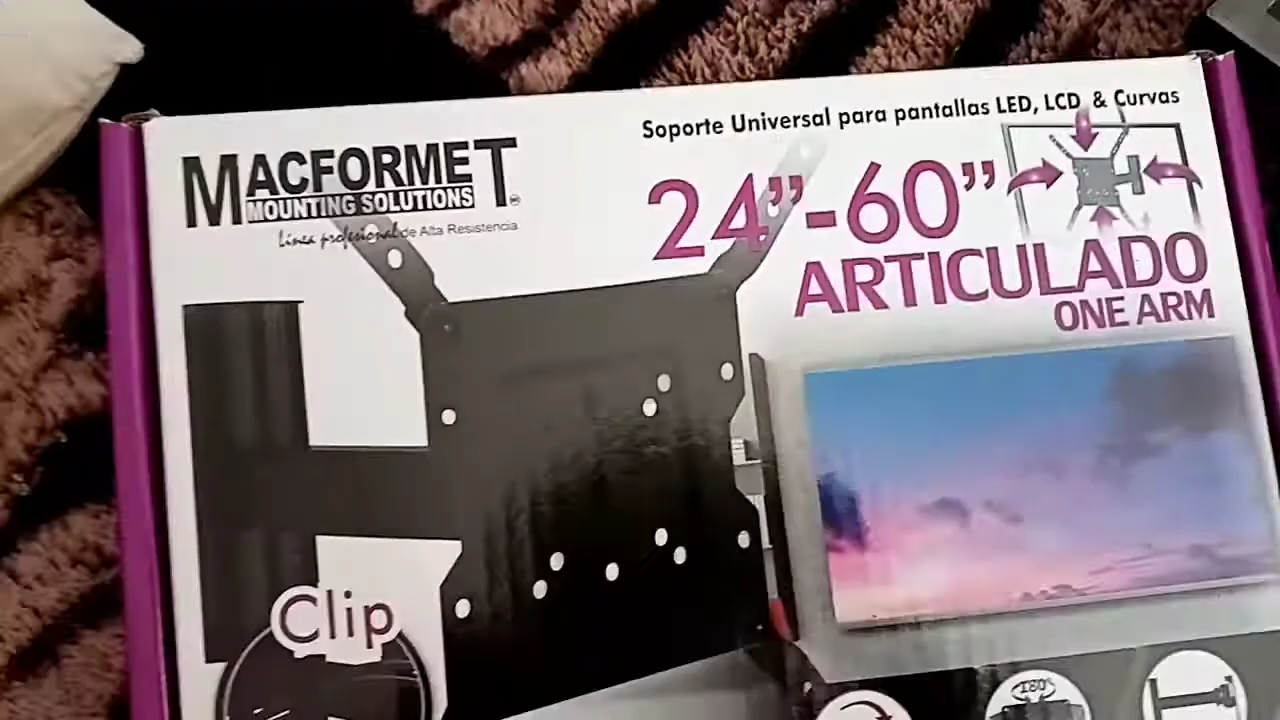 Soporte Universal para pantallas LED, LCD & Curvas
MACFORMET
MOUNTING SOLUTIONS
Línea profesional de Alta Resistencia
24”-60”
ARTICULADO
ONE ARM
Clip
180°